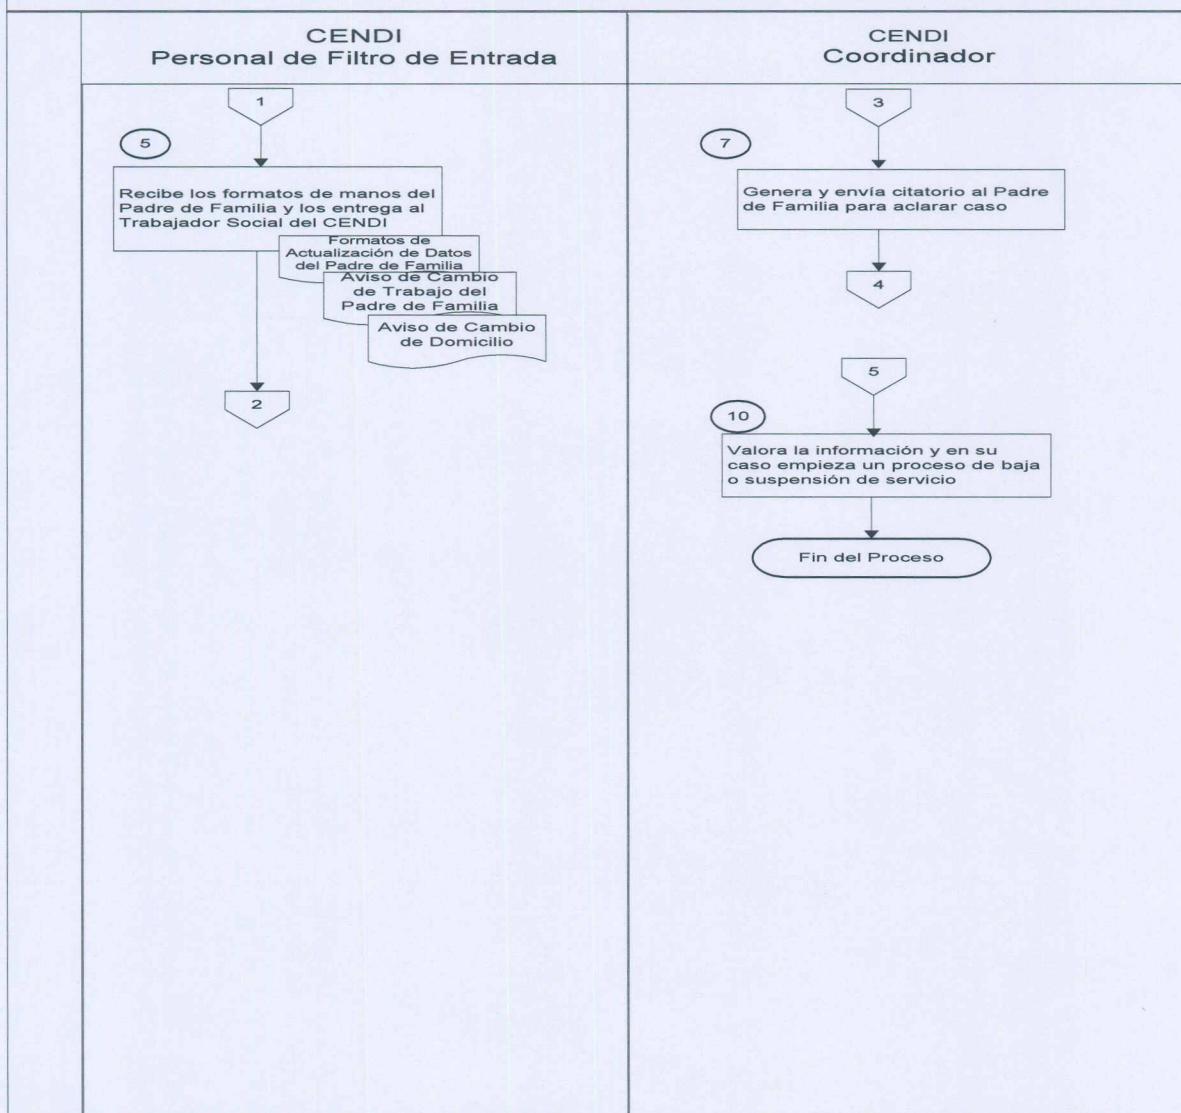 CENDI
Personal de Filtro de Entrada
1
5
Recibe los formatos de manos del
Padre de Familia y los entrega al
Trabajador Social del CENDI
Formatos de
Actualización de Datos
del Padre de Familia
Aviso de Cambio
de Trabajo del
Padre de Familia
Aviso de Cambio
de Domicilio
2
CENDI
Coordinador
3
7
Genera y envía citatorio al Padre
de Familia para aclarar caso
4
5
10
Valora la información y en su
caso empieza un proceso de baja
o suspensión de servicio
Fin del Proceso